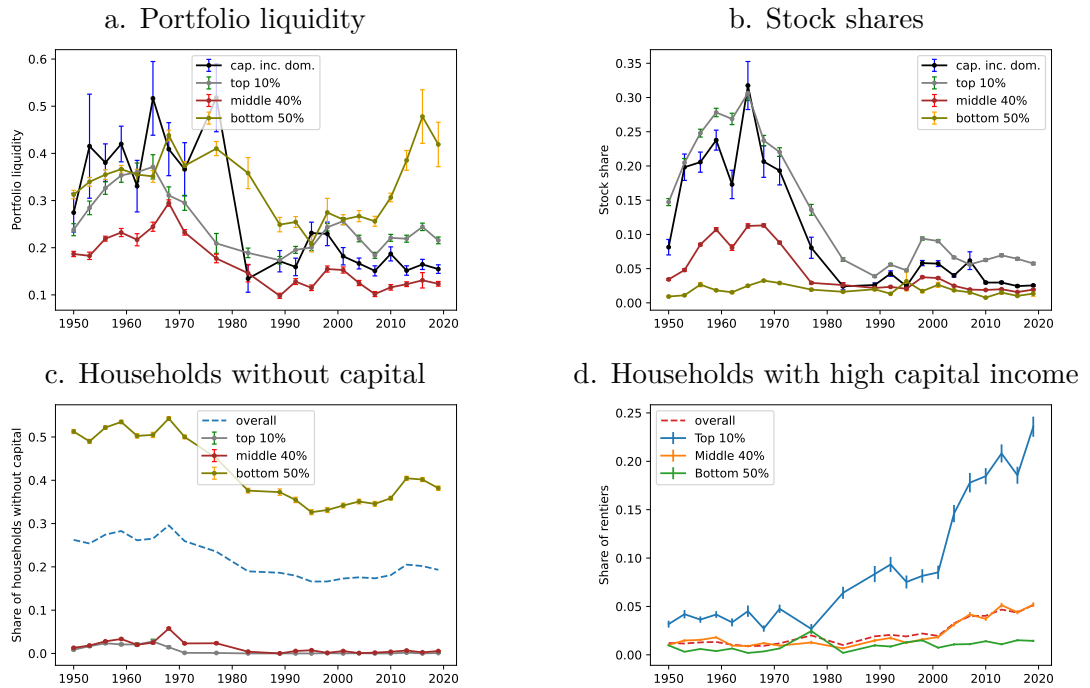 a. Portfolio liquidity
Portfolio liquidity
0.6
0.5
0.4
0.3
0.2
0.1
cap. inc. dom.
top 10%
middle 40%
bottom 50%
1950 1960 1970 1980 1990 2000 2010 2020
b. Stock shares
Stock share
0.35
0.30
0.25
0.20
0.15
0.10
0.05
0.00
cap. inc. dom.
top 10%
middle 40%
bottom 50%
1950 1960 1970 1980 1990 2000 2010 2020
c. Households without capital
Share of households without capital
0.5
0.4
0.3
0.2
0.1
0.0
overall
top 10%
middle 40%
bottom 50%
1950 1960 1970 1980 1990 2000 2010 2020
d. Households with high capital income
Share of rentiers
0.25
0.20
0.15
0.10
0.05
0.00
overall
Top 10%
Middle 40%
Bottom 50%
1950 1960 1970 1980 1990 2000 2010 2020